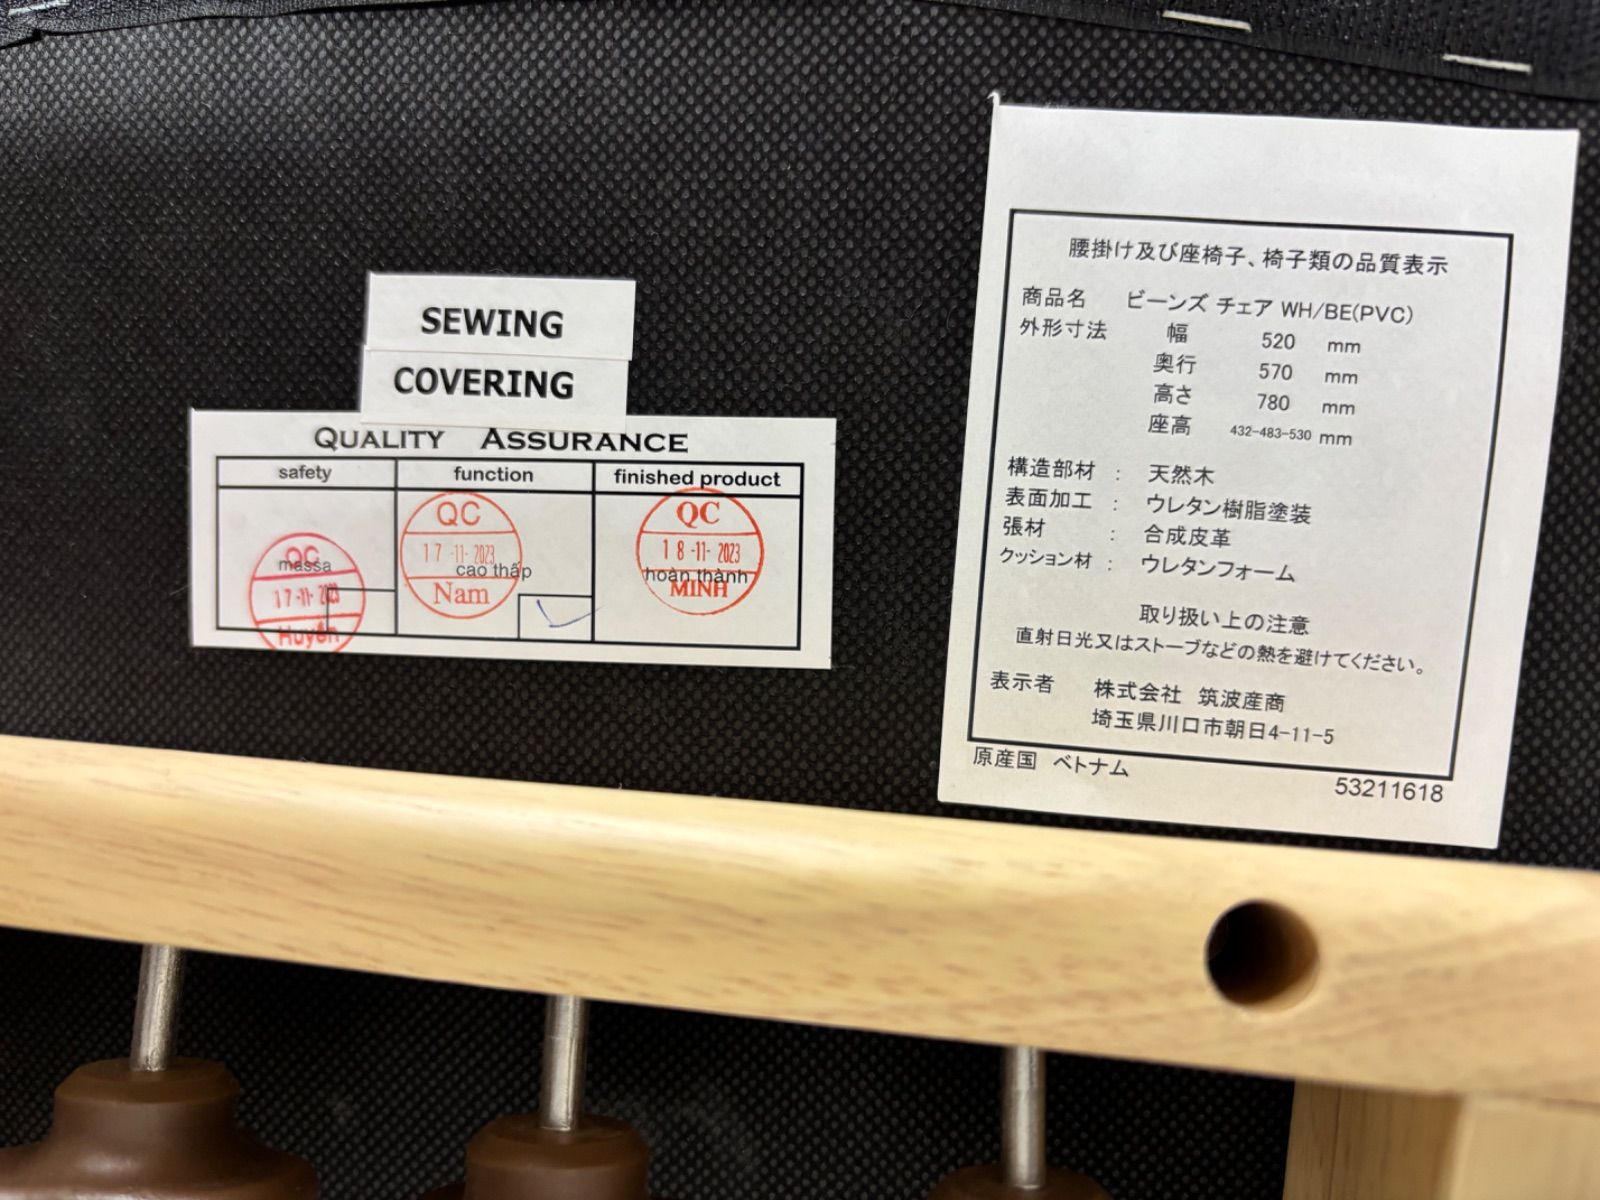 SEWING
COVERING
QUALITY ASSURANCE
safety function finished product
QC
massa
17-11-2023
Huyền
QC
17-11-2023
cao thấp
Nam
QC
18-11-2023
hoàn thành
MINH
腰掛け及び座椅子、椅子類の品質表示
商品名 ビーンズ チェア WH/BE(PVC)
外形寸法 幅 520 mm
奥行 570 mm
高さ 780 mm
座高 432-483-530 mm
構造部材 : 天然木
表面加工 : ウレタン樹脂塗装
張材 : 合成皮革
クッション材 : ウレタンフォーム
取り扱い上の注意
直射日光又はストーブなどの熱を避けてください。
表示者 株式会社 筑波産商
埼玉県川口市朝日4-11-5
原産国 ベトナム
53211618